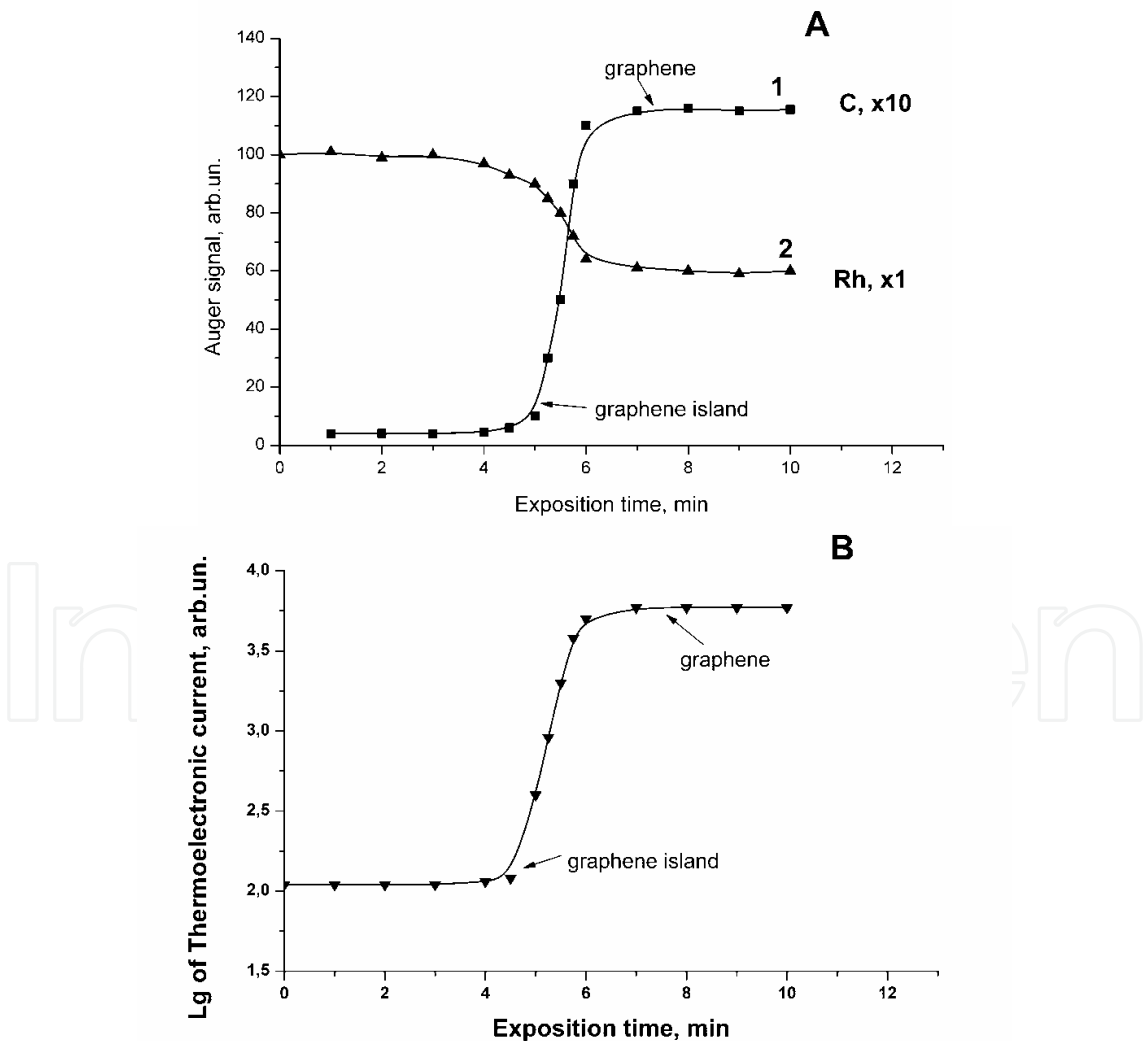 A
140
120
100
80
60
40
20
0
Auger signal, arb.un.
graphene
1
C, x10
2
Rh, x1
graphene island
0 2 4 6 8 10 12
Exposition time, min
B
4,0
3,5
3,0
2,5
2,0
1,5
Lg of Thermoelectronic current, arb.un.
graphene
graphene island
0 2 4 6 8 10 12
Exposition time, min